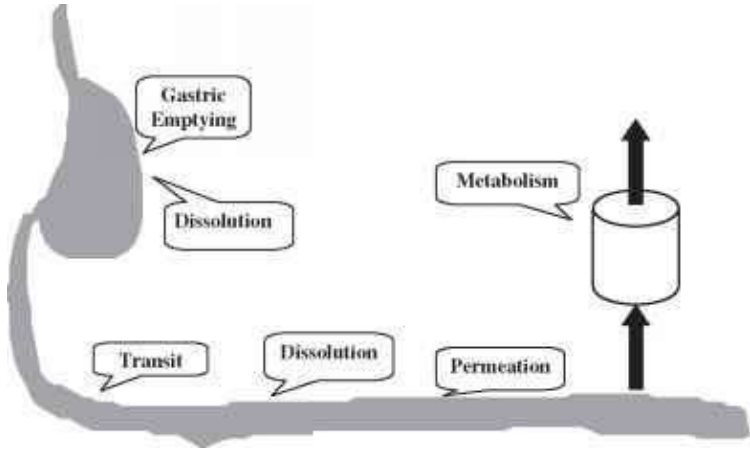 Gastric
Emptying
Dissolution
Metabolism
Transit
Dissolution
Permeation